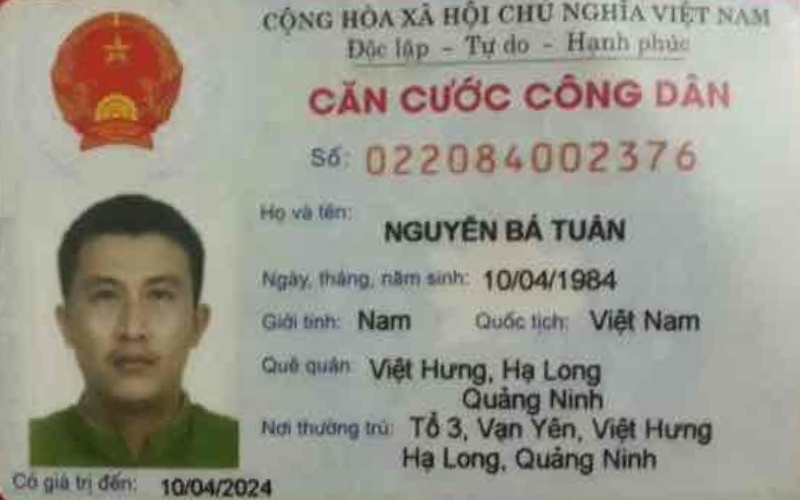 CỘNG HÒA XÃ HỘI CHỦ NGHĨA VIỆT NAM
Độc lập - Tự do - Hạnh phúc
CĂN CƯỚC CÔNG DÂN
Số: 022084002376
Họ và tên: NGUYỄN BÁ TUÂN
Ngày, tháng, năm sinh: 10/04/1984
Giới tính: Nam Quốc tịch: Việt Nam
Quê quán: Việt Hưng, Hạ Long
Quảng Ninh
Nơi thường trú: Tổ 3, Vạn Yên, Việt Hưng
Hạ Long, Quảng Ninh
Có giá trị đến: 10/04/2024